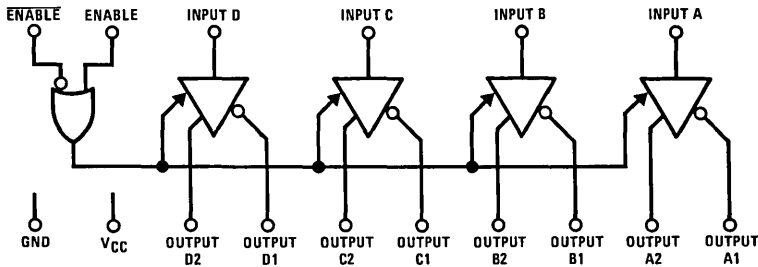 ENABLE ENABLE INPUT D INPUT C INPUT B INPUT A
GND VCC OUTPUT D2 OUTPUT D1 OUTPUT C2 OUTPUT C1 OUTPUT B2 OUTPUT B1 OUTPUT A2 OUTPUT A1